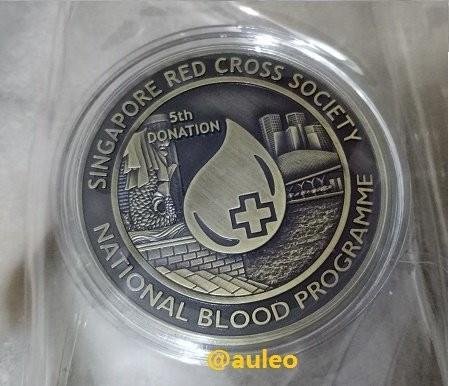 SINGAPORE RED CROSS SOCIETY
5th
DONATION
NATIONAL BLOOD PROGRAMME
@auleo